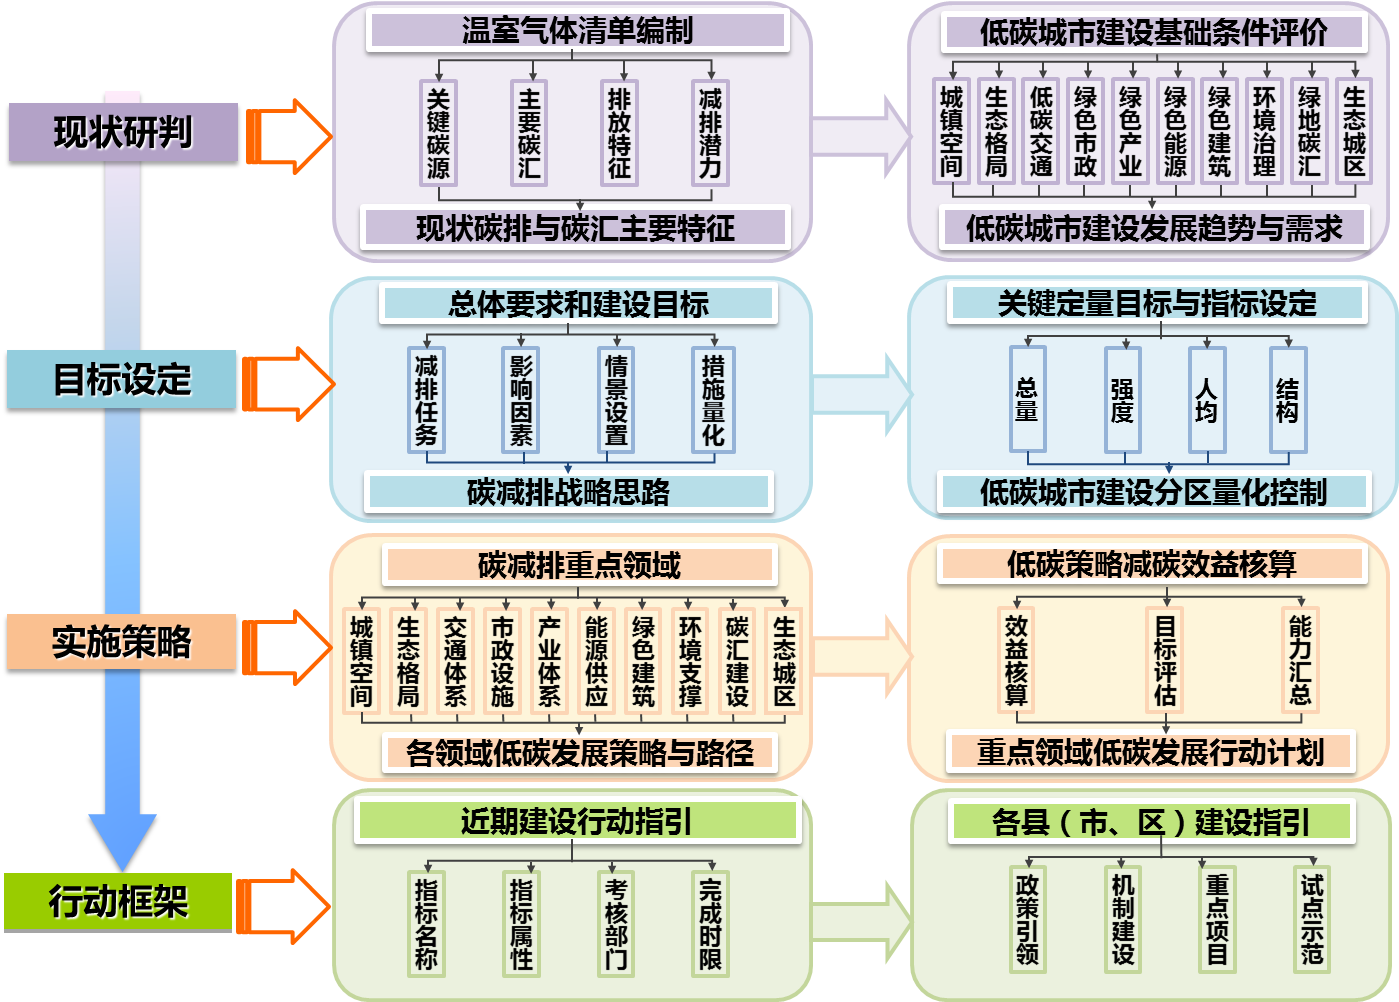 现状研判
温室气体清单编制
关键碳源
主要碳汇
排放特征
减排潜力
现状碳排与碳汇主要特征
低碳城市建设基础条件评价
城镇空间
生态格局
低碳交通
绿色市政
绿色产业
绿色能源
绿色建筑
环境治理
绿地碳汇
生态城区
低碳城市建设发展趋势与需求
目标设定
总体要求和建设目标
减排任务
影响因素
情景设置
措施量化
碳减排战略思路
关键定量目标与指标设定
总量
强度
人均
结构
低碳城市建设分区量化控制
实施策略
碳减排重点领域
城镇空间
生态格局
交通体系
市政设施
产业体系
能源供应
绿色建筑
环境支撑
碳汇建设
生态城区
各领域低碳发展策略与路径
低碳策略减碳效益核算
效益核算
目标评估
能力汇总
重点领域低碳发展行动计划
行动框架
近期建设行动指引
指标名称
指标属性
考核部门
完成时限
各县（市、区）建设指引
政策引领
机制建设
重点项目
试点示范